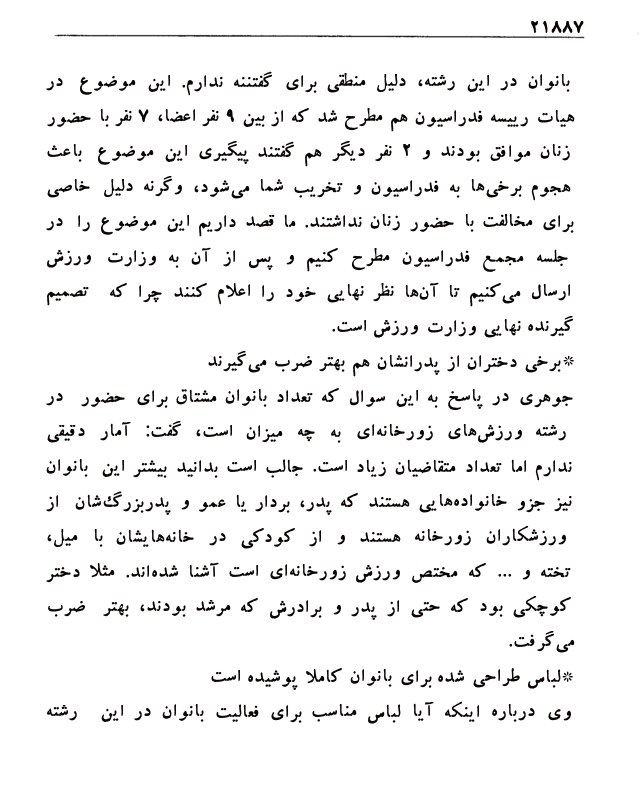 ۲۱۸۸۷
بانوان در این رشته، دلیل منطقی برای گفتننه ندارم. این موضوع در
هیات رییسه فدراسیون هم مطرح شد که از بین ۹ نفر اعضا، ۷ نفر با حضور
زنان موافق بودند و ۲ نفر دیگر هم گفتند پیگیری این موضوع باعث
هجوم برخی‌ها به فدراسیون و تخریب شما می‌شود، وگرنه دلیل خاصی
برای مخالفت با حضور زنان نداشتند. ما قصد داریم این موضوع را در
جلسه مجمع فدراسیون مطرح کنیم و پس از آن به وزارت ورزش
ارسال می‌کنیم تا آن‌ها نظر نهایی خود را اعلام کنند چرا که تصمیم
گیرنده نهایی وزارت ورزش است.
*برخی دختران از پدرانشان هم بهتر ضرب می‌گیرند
جوهری در پاسخ به این سوال که تعداد بانوان مشتاق برای حضور در
رشته ورزش‌های زورخانه‌ای به چه میزان است، گفت: آمار دقیقی
ندارم اما تعداد متقاضیان زیاد است. جالب است بدانید بیشتر این بانوان
نیز جزو خانواده‌هایی هستند که پدر، بردار یا عمو و پدربزرگ‌شان از
ورزشکاران زورخانه هستند و از کودکی در خانه‌هایشان با میل،
تخته و ... که مختص ورزش زورخانه‌ای است آشنا شده‌اند. مثلا دختر
کوچکی بود که حتی از پدر و برادرش که مرشد بودند، بهتر ضرب
می‌گرفت.
*لباس طراحی شده برای بانوان کاملا پوشیده است
وی درباره اینکه آیا لباس مناسب برای فعالیت بانوان در این رشته